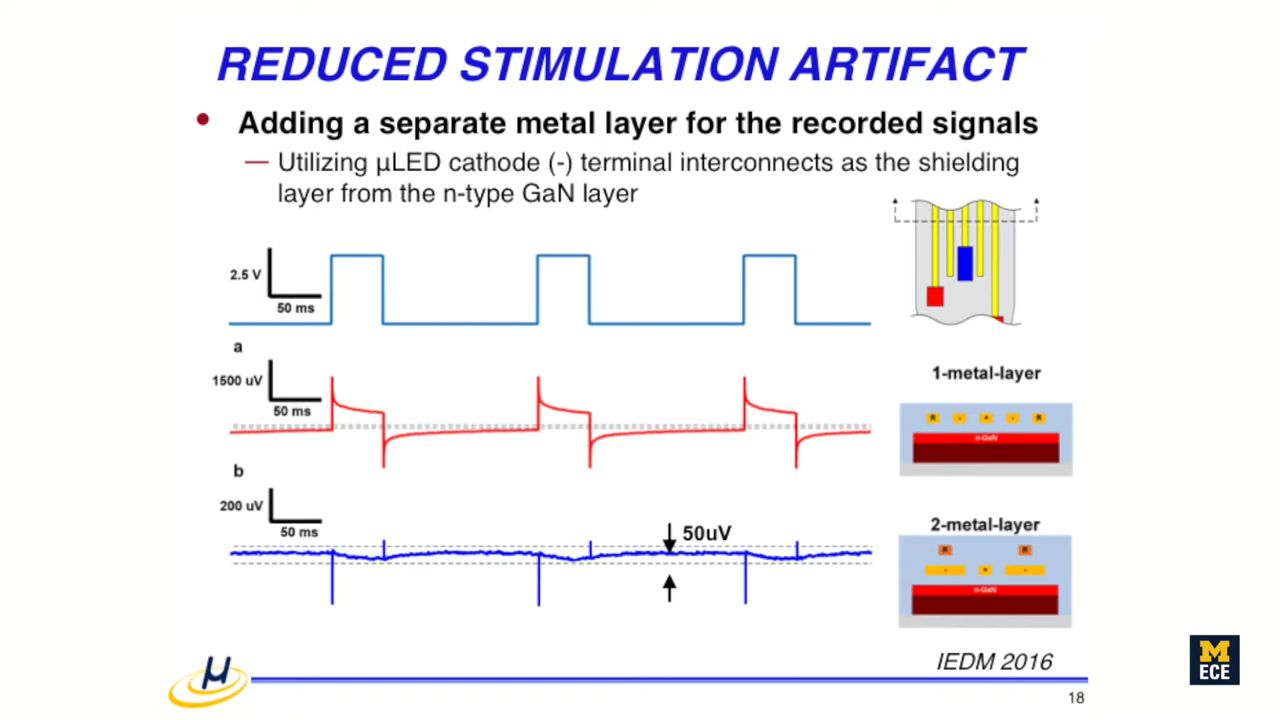 REDUCED STIMULATION ARTIFACT
• Adding a separate metal layer for the recorded signals
— Utilizing µLED cathode (-) terminal interconnects as the shielding
layer from the n-type GaN layer
2.5 V
50 ms
a
1500 uV
50 ms
b
200 uV
50 ms
50uV
1-metal-layer
R - + - R
n-GaN
2-metal-layer
R R
- + -
n-GaN
IEDM 2016
µ
18
M
ECE